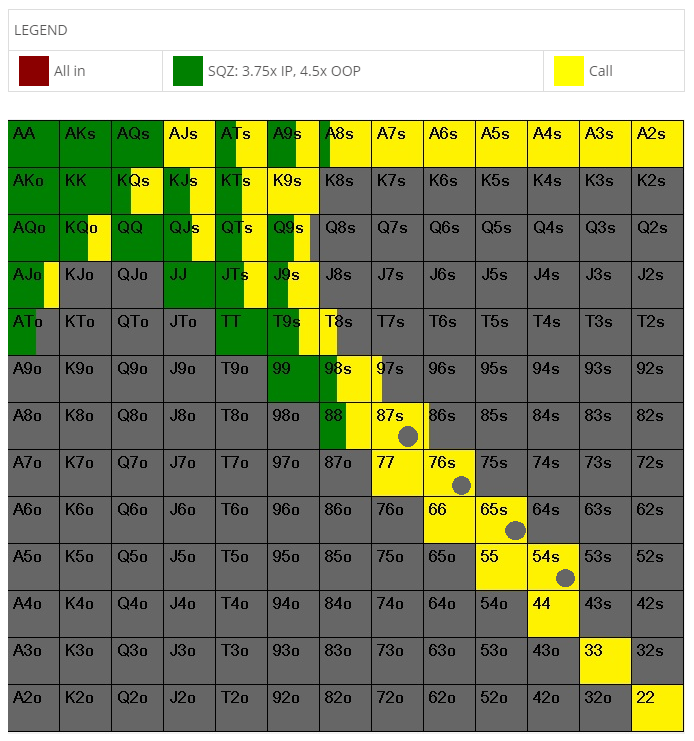 LEGEND
All in SQZ: 3.75x IP, 4.5x OOP Call
AA AKs AQs AJs ATs A9s A8s A7s A6s A5s A4s A3s A2s
AKo KK KQs KJs KTs K9s K8s K7s K6s K5s K4s K3s K2s
AQo KQo QQ QJs QTs Q9s Q8s Q7s Q6s Q5s Q4s Q3s Q2s
AJo KJo QJo JJ JTs J9s J8s J7s J6s J5s J4s J3s J2s
ATo KTo QTo JTo TT T9s T8s T7s T6s T5s T4s T3s T2s
A9o K9o Q9o J9o T9o 99 98s 97s 96s 95s 94s 93s 92s
A8o K8o Q8o J8o T8o 98o 88 87s 86s 85s 84s 83s 82s
A7o K7o Q7o J7o T7o 97o 87o 77 76s 75s 74s 73s 72s
A6o K6o Q6o J6o T6o 96o 86o 76o 66 65s 64s 63s 62s
A5o K5o Q5o J5o T5o 95o 85o 75o 65o 55 54s 53s 52s
A4o K4o Q4o J4o T4o 94o 84o 74o 64o 54o 44 43s 42s
A3o K3o Q3o J3o T3o 93o 83o 73o 63o 53o 43o 33 32s
A2o K2o Q2o J2o T2o 92o 82o 72o 62o 52o 42o 32o 22